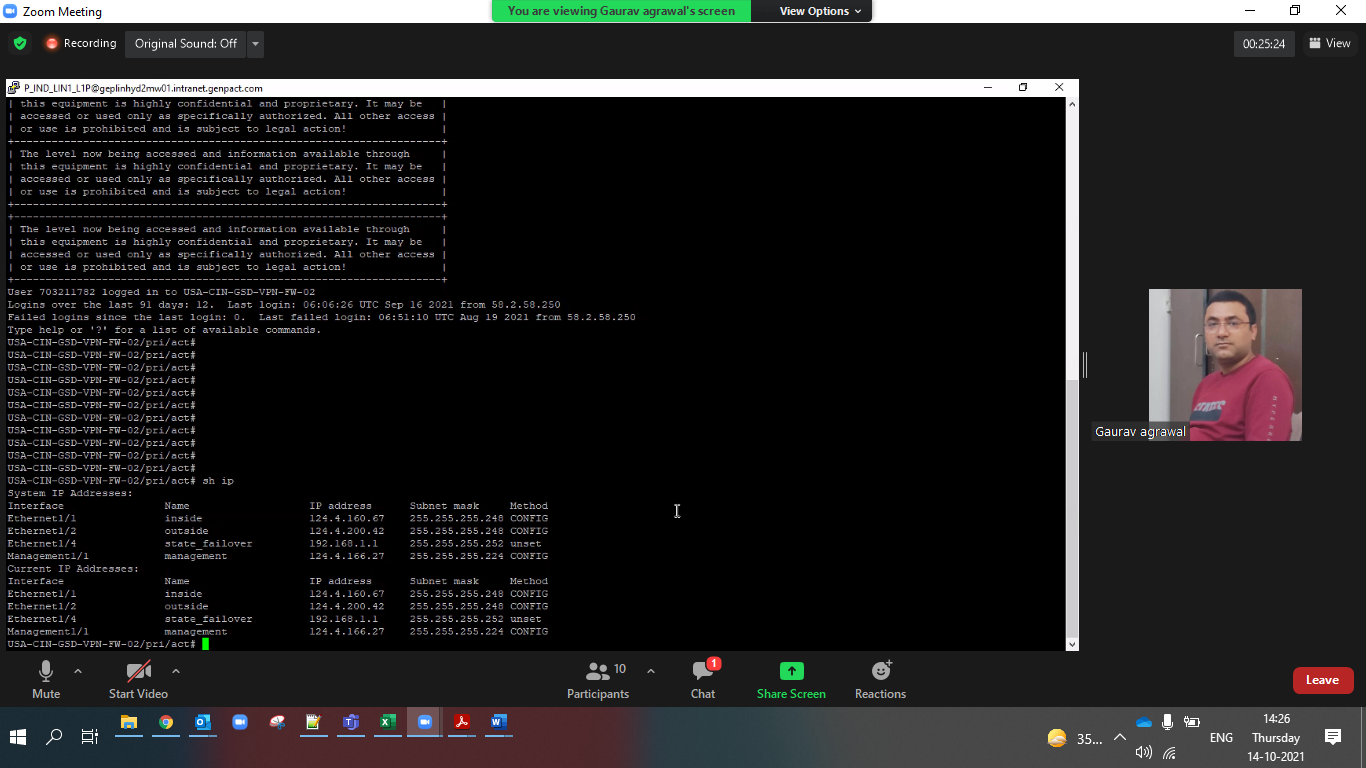 Zoom Meeting
You are viewing Gaurav agrawal's screen
View Options
Recording
Original Sound: Off
00:25:24
View
P_IND_LIN1_L1P@geplinhyd2mw01.intranet.genpact.com
| this equipment is highly confidential and proprietary. It may be |
| accessed or used only as specifically authorized. All other access |
| or use is prohibited and is subject to legal action! |
+----------------------------------------------------------------------+
| The level now being accessed and information available through |
| this equipment is highly confidential and proprietary. It may be |
| accessed or used only as specifically authorized. All other access |
| or use is prohibited and is subject to legal action! |
+----------------------------------------------------------------------+
+----------------------------------------------------------------------+
| The level now being accessed and information available through |
| this equipment is highly confidential and proprietary. It may be |
| accessed or used only as specifically authorized. All other access |
| or use is prohibited and is subject to legal action! |
+----------------------------------------------------------------------+
User 703211782 logged in to USA-CIN-GSD-VPN-FW-02
Logins over the last 91 days: 12. Last login: 06:06:26 UTC Sep 16 2021 from 58.2.58.250
Failed logins since the last login: 0. Last failed login: 06:51:10 UTC Aug 19 2021 from 58.2.58.250
Type help or '?' for a list of available commands.
USA-CIN-GSD-VPN-FW-02/pri/act#
USA-CIN-GSD-VPN-FW-02/pri/act#
USA-CIN-GSD-VPN-FW-02/pri/act#
USA-CIN-GSD-VPN-FW-02/pri/act#
USA-CIN-GSD-VPN-FW-02/pri/act#
USA-CIN-GSD-VPN-FW-02/pri/act#
USA-CIN-GSD-VPN-FW-02/pri/act#
USA-CIN-GSD-VPN-FW-02/pri/act#
USA-CIN-GSD-VPN-FW-02/pri/act#
USA-CIN-GSD-VPN-FW-02/pri/act#
USA-CIN-GSD-VPN-FW-02/pri/act#
USA-CIN-GSD-VPN-FW-02/pri/act# sh ip
System IP Addresses:
Interface Name IP address Subnet mask Method
Ethernet1/1 inside 124.4.160.67 255.255.255.248 CONFIG
Ethernet1/2 outside 124.4.200.42 255.255.255.248 CONFIG
Ethernet1/4 state_failover 192.168.1.1 255.255.255.252 unset
Management1/1 management 124.4.166.27 255.255.255.224 CONFIG
Current IP Addresses:
Interface Name IP address Subnet mask Method
Ethernet1/1 inside 124.4.160.67 255.255.255.248 CONFIG
Ethernet1/2 outside 124.4.200.42 255.255.255.248 CONFIG
Ethernet1/4 state_failover 192.168.1.1 255.255.255.252 unset
Management1/1 management 124.4.166.27 255.255.255.224 CONFIG
USA-CIN-GSD-VPN-FW-02/pri/act#
Gaurav agrawal
Mute
Start Video
10
Participants
1
Chat
Share Screen
Reactions
Leave
35...
ENG
14:26
Thursday
14-10-2021